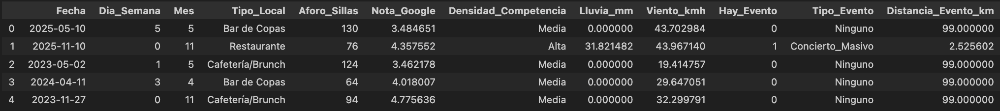 Fecha Dia_Semana Mes Tipo_Local Aforo_Sillas Nota_Google Densidad_Competencia Lluvia_mm Viento_kmh Hay_Evento Tipo_Evento Distancia_Evento_km
0 2025-05-10 5 5 Bar de Copas 130 3.484651 Media 0.000000 43.702984 0 Ninguno 99.000000
1 2025-11-10 0 11 Restaurante 76 4.357552 Alta 31.821482 43.967140 1 Concierto_Masivo 2.525602
2 2023-05-02 1 5 Cafetería/Brunch 124 3.462178 Media 0.000000 19.414757 0 Ninguno 99.000000
3 2024-04-11 3 4 Bar de Copas 64 4.018007 Media 0.000000 29.647051 0 Ninguno 99.000000
4 2023-11-27 0 11 Cafetería/Brunch 94 4.775636 Media 0.000000 32.299791 0 Ninguno 99.000000